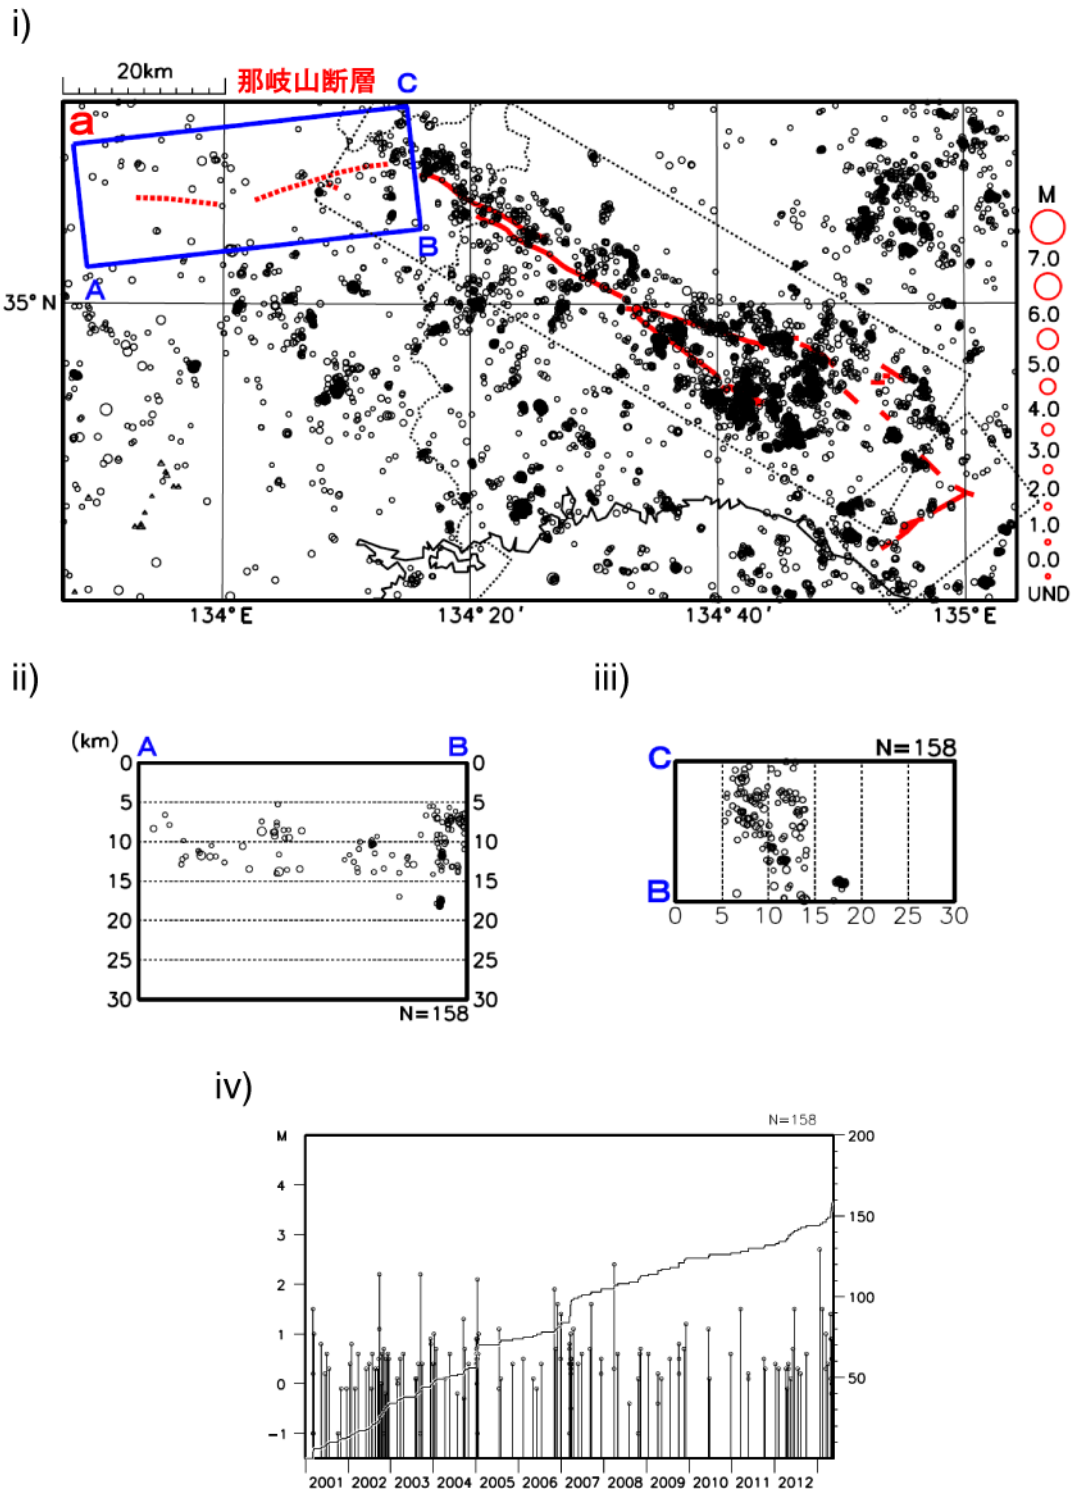 i)
20km
那岐山断層
C
a
B
A
35°N
M
7.0
6.0
5.0
4.0
3.0
2.0
1.0
0.0
UND
134°E
134°20′
134°40′
135°E
ii)
iii)
(km)
A
B
0
0
5
5
10
10
15
15
20
20
25
25
30
30
N=158
N=158
C
B
0 5 10 15 20 25 30
iv)
N=158
M
4
3
2
1
0
-1
200
150
100
50
2001 2002 2003 2004 2005 2006 2007 2008 2009 2010 2011 2012